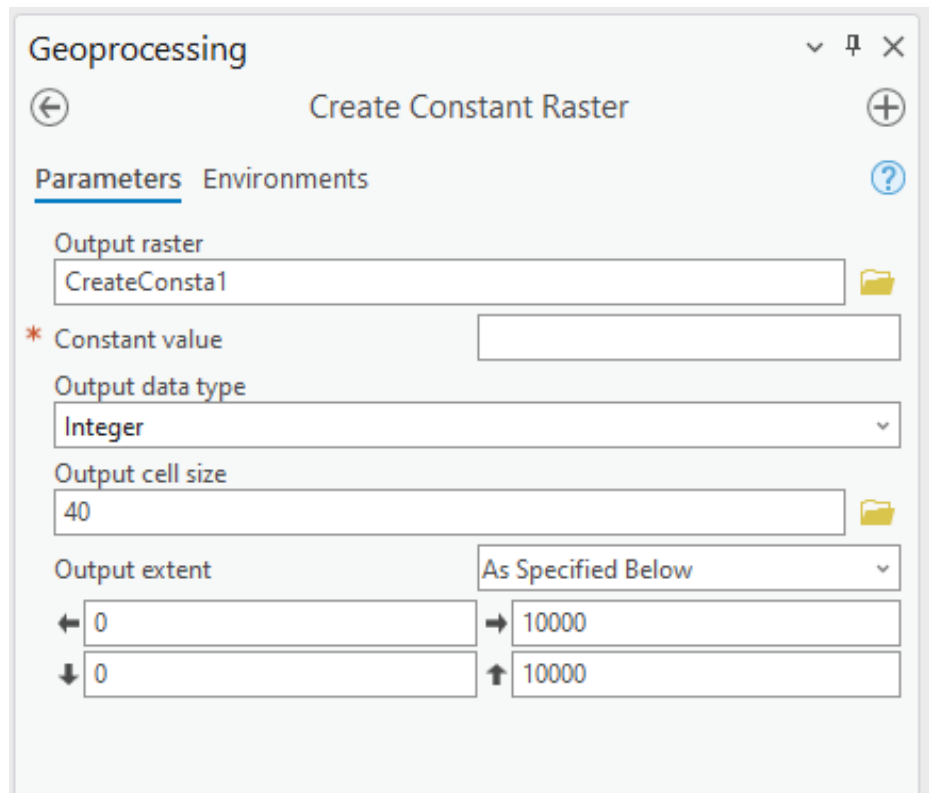 Geoprocessing
Create Constant Raster
Parameters Environments
Output raster
CreateConsta1
* Constant value
Output data type
Integer
Output cell size
40
Output extent As Specified Below
0 10000
0 10000